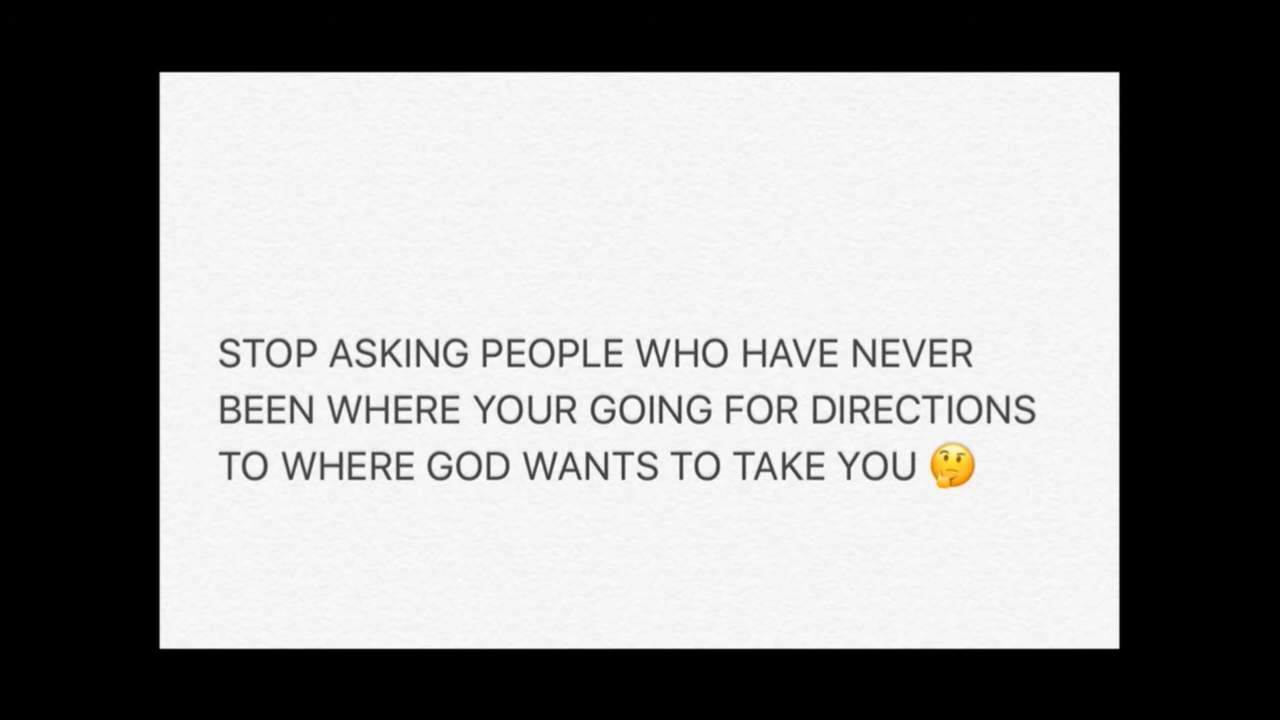 STOP ASKING PEOPLE WHO HAVE NEVER
BEEN WHERE YOUR GOING FOR DIRECTIONS
TO WHERE GOD WANTS TO TAKE YOU 🤔